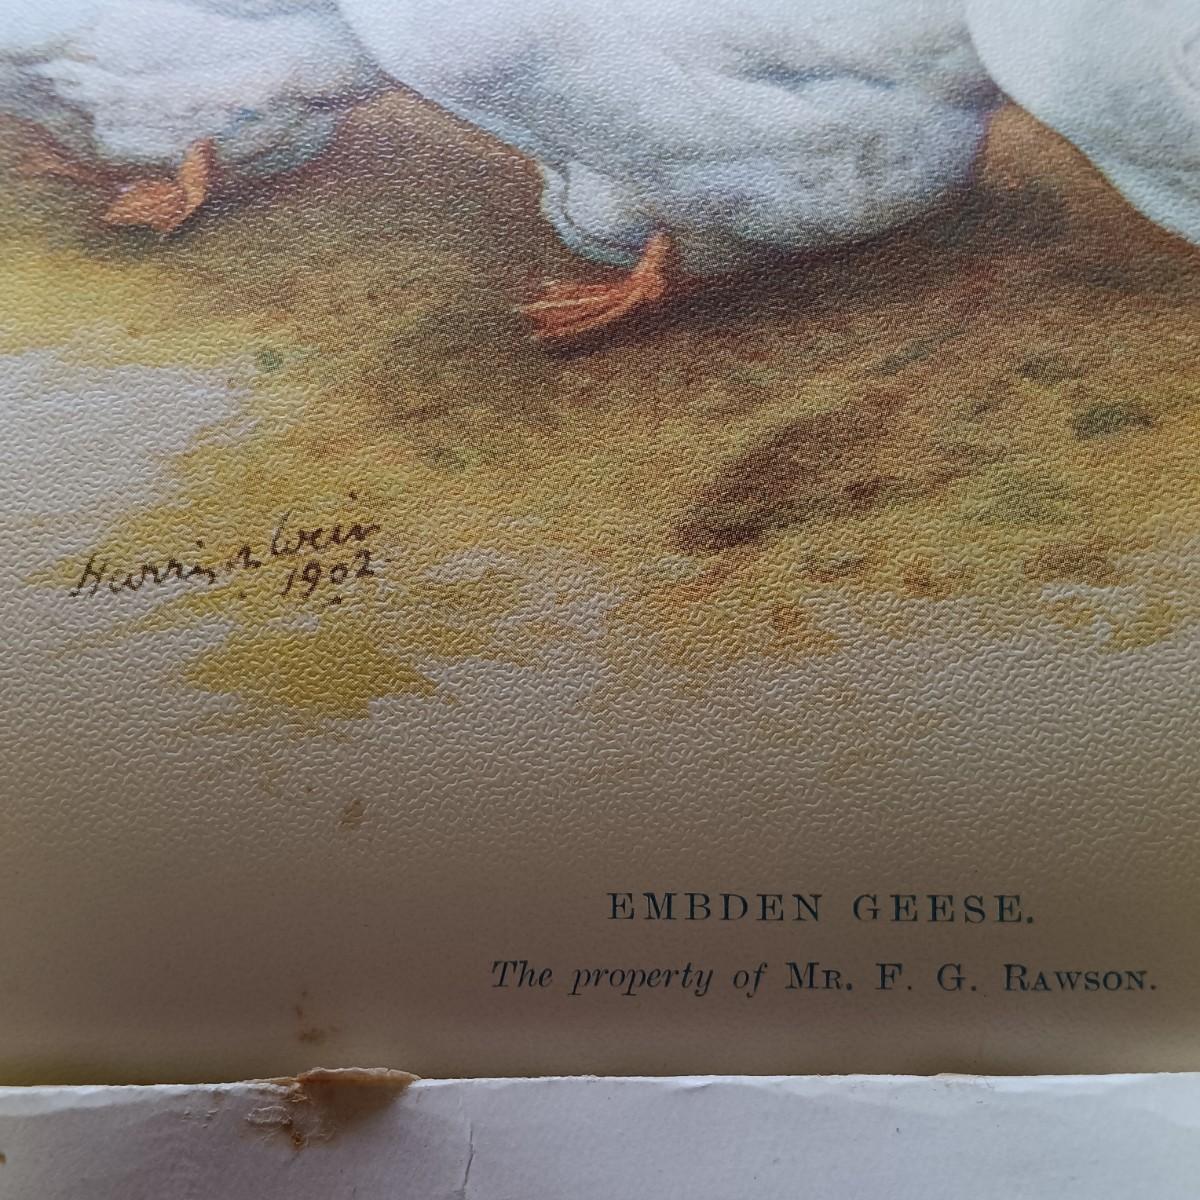 Harrison Weir
1902
EMBDEN GEESE.
The property of MR. F. G. RAWSON.